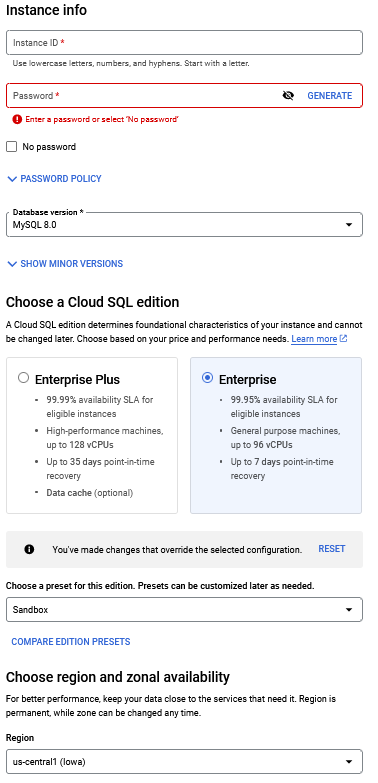 Instance info
Instance ID *
Use lowercase letters, numbers, and hyphens. Start with a letter.
Password *
GENERATE
Enter a password or select 'No password'
No password
PASSWORD POLICY
Database version *
MySQL 8.0
SHOW MINOR VERSIONS
Choose a Cloud SQL edition
A Cloud SQL edition determines foundational characteristics of your instance and cannot
be changed later. Choose based on your price and performance needs. Learn more
Enterprise Plus
• 99.99% availability SLA for
eligible instances
• High-performance machines,
up to 128 vCPUs
• Up to 35 days point-in-time
recovery
• Data cache (optional)
Enterprise
• 99.95% availability SLA for
eligible instances
• General purpose machines,
up to 96 vCPUs
• Up to 7 days point-in-time
recovery
You've made changes that override the selected configuration.
RESET
Choose a preset for this edition. Presets can be customized later as needed.
Sandbox
COMPARE EDITION PRESETS
Choose region and zonal availability
For better performance, keep your data close to the services that need it. Region is
permanent, while zone can be changed any time.
Region
us-central1 (Iowa)